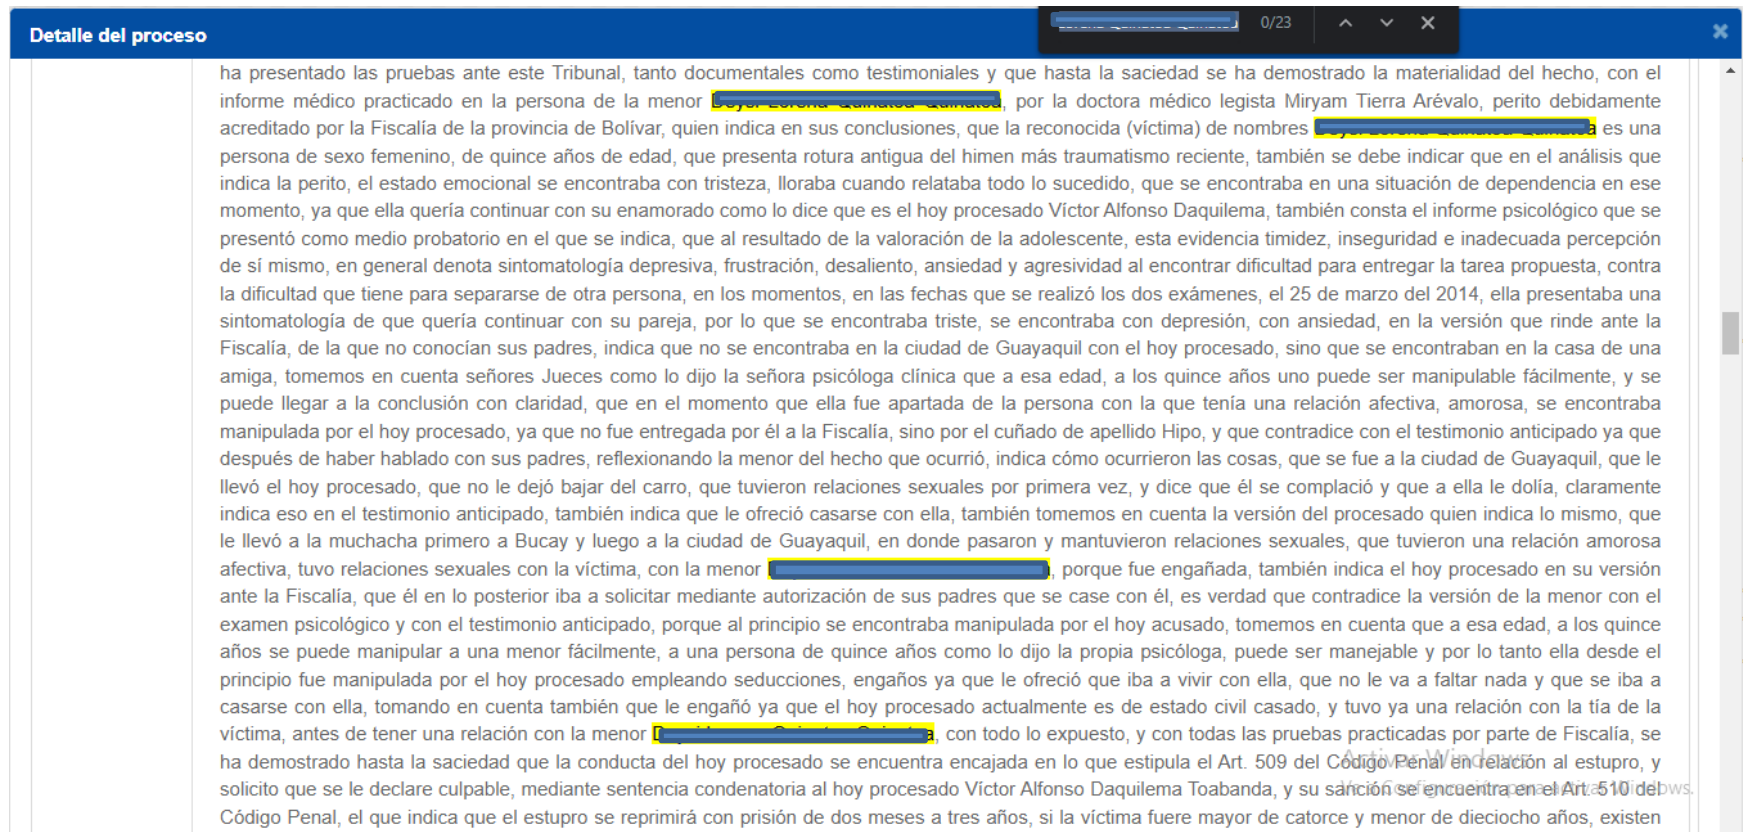 0/23
Detalle del proceso
ha presentado las pruebas ante este Tribunal, tanto documentales como testimoniales y que hasta la saciedad se ha demostrado la materialidad del hecho, con el
informe médico practicado en la persona de la menor , por la doctora médico legista Miryam Tierra Arévalo, perito debidamente
acreditado por la Fiscalía de la provincia de Bolívar, quien indica en sus conclusiones, que la reconocida (víctima) de nombres es una
persona de sexo femenino, de quince años de edad, que presenta rotura antigua del himen más traumatismo reciente, también se debe indicar que en el análisis que
indica la perito, el estado emocional se encontraba con tristeza, lloraba cuando relataba todo lo sucedido, que se encontraba en una situación de dependencia en ese
momento, ya que ella quería continuar con su enamorado como lo dice que es el hoy procesado Víctor Alfonso Daquilema, también consta el informe psicológico que se
presentó como medio probatorio en el que se indica, que al resultado de la valoración de la adolescente, esta evidencia timidez, inseguridad e inadecuada percepción
de sí mismo, en general denota sintomatología depresiva, frustración, desaliento, ansiedad y agresividad al encontrar dificultad para entregar la tarea propuesta, contra
la dificultad que tiene para separarse de otra persona, en los momentos, en las fechas que se realizó los dos exámenes, el 25 de marzo del 2014, ella presentaba una
sintomatología de que quería continuar con su pareja, por lo que se encontraba triste, se encontraba con depresión, con ansiedad, en la versión que rinde ante la
Fiscalía, de la que no conocían sus padres, indica que no se encontraba en la ciudad de Guayaquil con el hoy procesado, sino que se encontraban en la casa de una
amiga, tomemos en cuenta señores Jueces como lo dijo la señora psicóloga clínica que a esa edad, a los quince años uno puede ser manipulable fácilmente, y se
puede llegar a la conclusión con claridad, que en el momento que ella fue apartada de la persona con la que tenía una relación afectiva, amorosa, se encontraba
manipulada por el hoy procesado, ya que no fue entregada por él a la Fiscalía, sino por el cuñado de apellido Hipo, y que contradice con el testimonio anticipado ya que
después de haber hablado con sus padres, reflexionando la menor del hecho que ocurrió, indica cómo ocurrieron las cosas, que se fue a la ciudad de Guayaquil, que le
llevó el hoy procesado, que no le dejó bajar del carro, que tuvieron relaciones sexuales por primera vez, y dice que él se complació y que a ella le dolía, claramente
indica eso en el testimonio anticipado, también indica que le ofreció casarse con ella, también tomemos en cuenta la versión del procesado quien indica lo mismo, que
le llevó a la muchacha primero a Bucay y luego a la ciudad de Guayaquil, en donde pasaron y mantuvieron relaciones sexuales, que tuvieron una relación amorosa
afectiva, tuvo relaciones sexuales con la víctima, con la menor , porque fue engañada, también indica el hoy procesado en su versión
ante la Fiscalía, que él en lo posterior iba a solicitar mediante autorización de sus padres que se case con él, es verdad que contradice la versión de la menor con el
examen psicológico y con el testimonio anticipado, porque al principio se encontraba manipulada por el hoy acusado, tomemos en cuenta que a esa edad, a los quince
años se puede manipular a una menor fácilmente, a una persona de quince años como lo dijo la propia psicóloga, puede ser manejable y por lo tanto ella desde el
principio fue manipulada por el hoy procesado empleando seducciones, engaños ya que le ofreció que iba a vivir con ella, que no le va a faltar nada y que se iba a
casarse con ella, tomando en cuenta también que le engañó ya que el hoy procesado actualmente es de estado civil casado, y tuvo ya una relación con la tía de la
víctima, antes de tener una relación con la menor , con todo lo expuesto, y con todas las pruebas practicadas por parte de Fiscalía, se
ha demostrado hasta la saciedad que la conducta del hoy procesado se encuentra encajada en lo que estipula el Art. 509 del Código Penal en relación al estupro, y
solicito que se le declare culpable, mediante sentencia condenatoria al hoy procesado Víctor Alfonso Daquilema Toabanda, y su sanción se encuentra en el Art. 510 del
Código Penal, el que indica que el estupro se reprimirá con prisión de dos meses a tres años, si la víctima fuere mayor de catorce y menor de dieciocho años, existen
Activar Windows
Ve a Configuración para activar Windows.